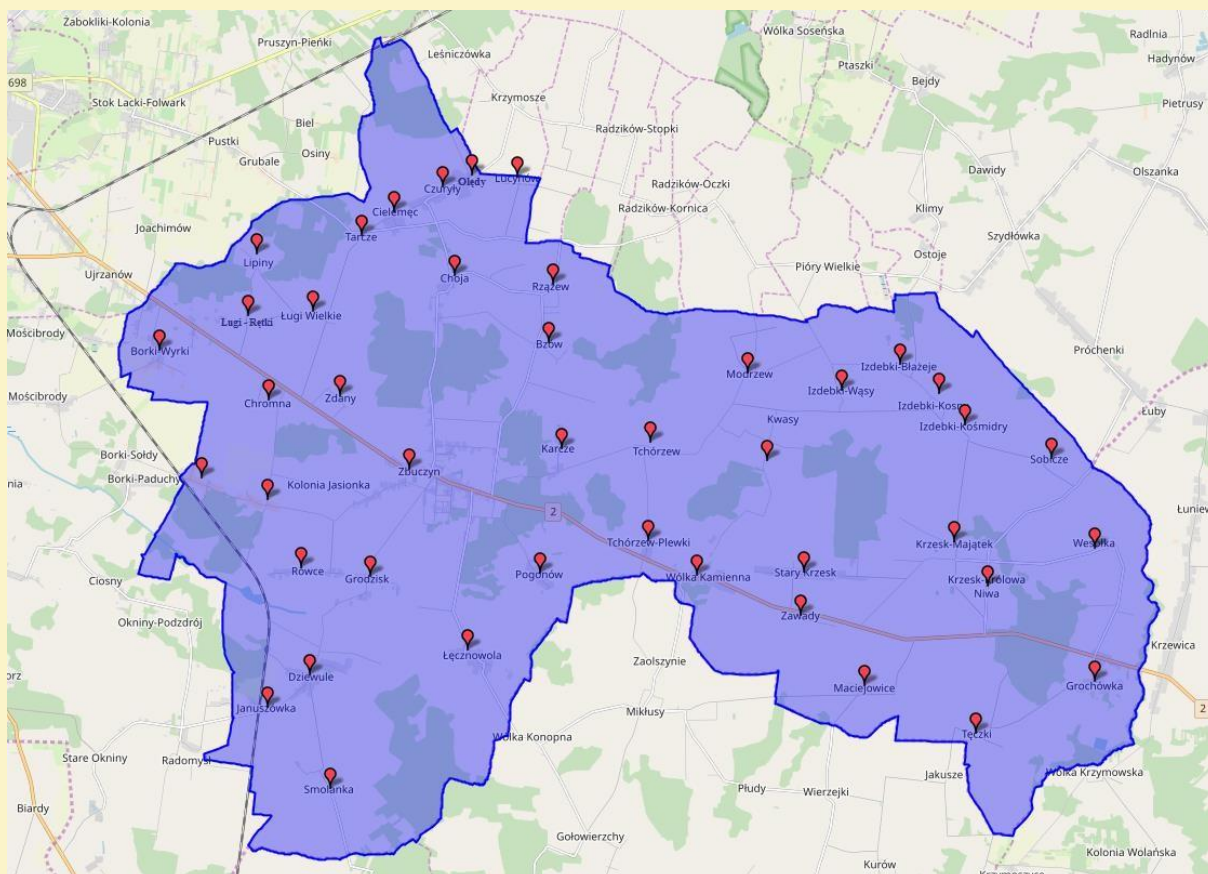 Zabokliki-Kolonia
Pruszyn-Pieńki
Leśniczówka
Wólka Soseńska
Radlnia
Hadynów
Ptaszki
Bejdy
698
Stok Lacki-Folwark
Krzymosze
Pietrusy
Biel
Radzików-Stopki
Pustki
Osiny
Grubale
Dawidy
Olszanka
Czuryły
Olędy
Radzików-Oczki
Cielemęc
Radzików-Kornica
Klimy
Joachimów
Tarcze
Szydłówka
Lipiny
Ostoje
Ujrzanów
Choja
Rzążew
Pióry Wielkie
Ługi - Rętki
Ługi Wielkie
Mościbrody
Borki-Wyrki
Bzów
Próchenki
Modrzew
Izdebki-Błażeje
Izdebki-Wąsy
Mościbrody
Chromna
Zdany
Kwasy
Izdebki-Kośmidry
Łuby
Karcze
Tchórzew
Borki-Sołdy
Sobicze
Zbuczyn
Borki-Paduchy
Kolonia Jasionka
2
Tchórzew-Plewki
Krzesk-Majątek
Wesółka
Rówce
Grodzisk
Pogonów
Wólka Kamienna
Stary Krzesk
Ciosny
Krzesk-Królowa
Niwa
Zawady
Okniny-Podzdrój
Krzewica
Łęcznowola
Zaolszynie
Dziewule
Maciejowice
Grochówka
Januszówka
Mikłusy
2
Tęczki
Wólka Konopna
Stare Okniny
Radomyśl
Jakusze
Wólka Krzymowska
Smolanka
Płudy
Wierzejki
Biardy
Gołowierzchy
Kolonia Wolańska
Kurów